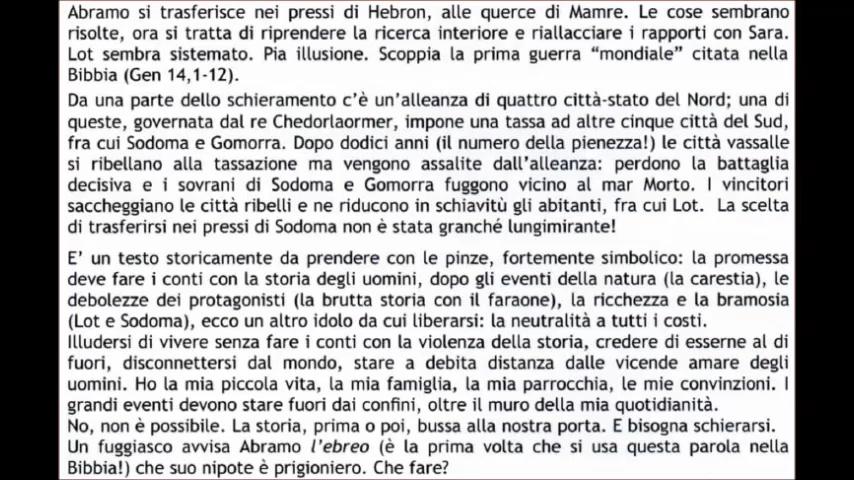 Abramo si trasferisce nei pressi di Hebron, alle querce di Mamre. Le cose sembrano
risolte, ora si tratta di riprendere la ricerca interiore e riallacciare i rapporti con Sara.
Lot sembra sistemato. Pia illusione. Scoppia la prima guerra “mondiale” citata nella
Bibbia (Gen 14,1-12).
Da una parte dello schieramento c’è un’alleanza di quattro città-stato del Nord; una di
queste, governata dal re Chedorlaormer, impone una tassa ad altre cinque città del Sud,
fra cui Sodoma e Gomorra. Dopo dodici anni (il numero della pienezza!) le città vassalle
si ribellano alla tassazione ma vengono assalite dall’alleanza: perdono la battaglia
decisiva e i sovrani di Sodoma e Gomorra fuggono vicino al mar Morto. I vincitori
saccheggiano le città ribelli e ne riducono in schiavitù gli abitanti, fra cui Lot. La scelta
di trasferirsi nei pressi di Sodoma non è stata granché lungimirante!
E’ un testo storicamente da prendere con le pinze, fortemente simbolico: la promessa
deve fare i conti con la storia degli uomini, dopo gli eventi della natura (la carestia), le
debolezze dei protagonisti (la brutta storia con il faraone), la ricchezza e la bramosia
(Lot e Sodoma), ecco un altro idolo da cui liberarsi: la neutralità a tutti i costi.
Illudersi di vivere senza fare i conti con la violenza della storia, credere di esserne al di
fuori, disconnettersi dal mondo, stare a debita distanza dalle vicende amare degli
uomini. Ho la mia piccola vita, la mia famiglia, la mia parrocchia, le mie convinzioni. I
grandi eventi devono stare fuori dai confini, oltre il muro della mia quotidianità.
No, non è possibile. La storia, prima o poi, bussa alla nostra porta. E bisogna schierarsi.
Un fuggiasco avvisa Abramo l’ebreo (è la prima volta che si usa questa parola nella
Bibbia!) che suo nipote è prigioniero. Che fare?